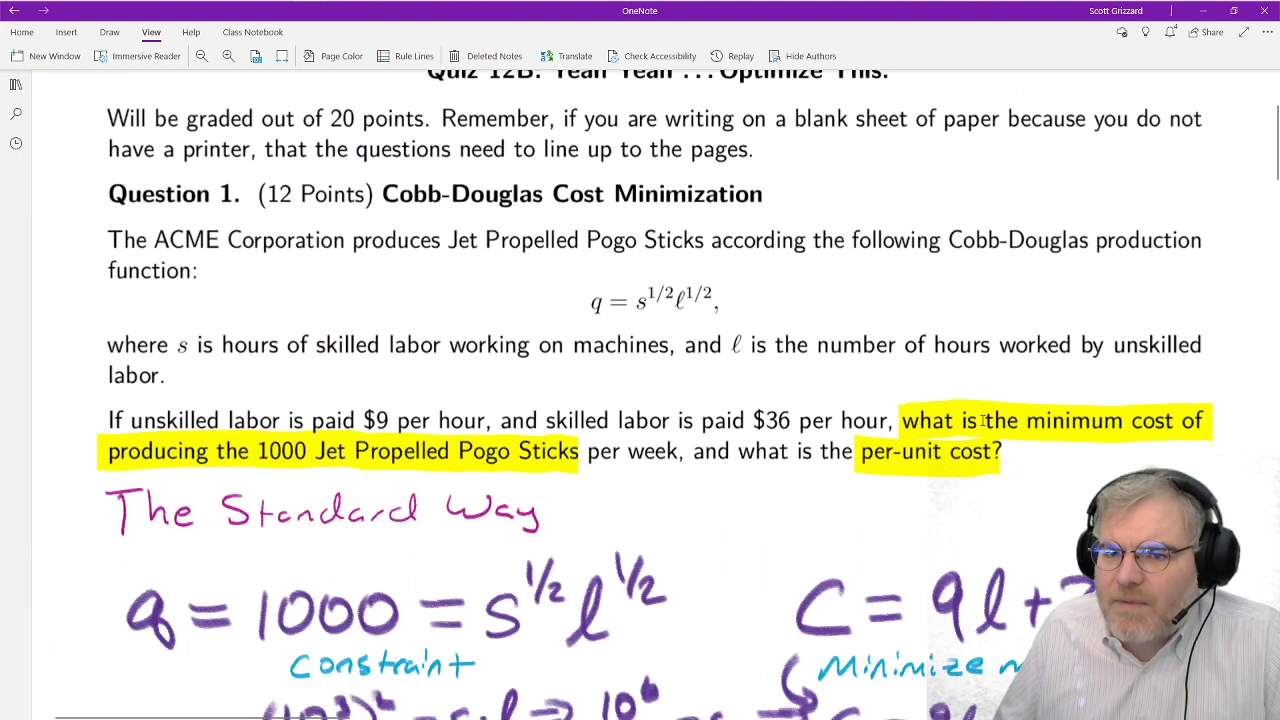 OneNote
Scott Grizzard
Home Insert Draw View Help Class Notebook
Share
New Window Immersive Reader Page Color Rule Lines Deleted Notes Translate Check Accessibility Replay Hide Authors
Quiz 12B: Yeah Yeah ... Optimize This.
Will be graded out of 20 points. Remember, if you are writing on a blank sheet of paper because you do not
have a printer, that the questions need to line up to the pages.
Question 1. (12 Points) Cobb-Douglas Cost Minimization
The ACME Corporation produces Jet Propelled Pogo Sticks according the following Cobb-Douglas production
function:
q = s^{1/2}ℓ^{1/2},
where s is hours of skilled labor working on machines, and ℓ is the number of hours worked by unskilled
labor.
If unskilled labor is paid $9 per hour, and skilled labor is paid $36 per hour, what is the minimum cost of
producing the 1000 Jet Propelled Pogo Sticks per week, and what is the per-unit cost?
The Standard Way
q = 1000 = s^{1/2} l^{1/2}
C = 9l +
constraint
Minimize